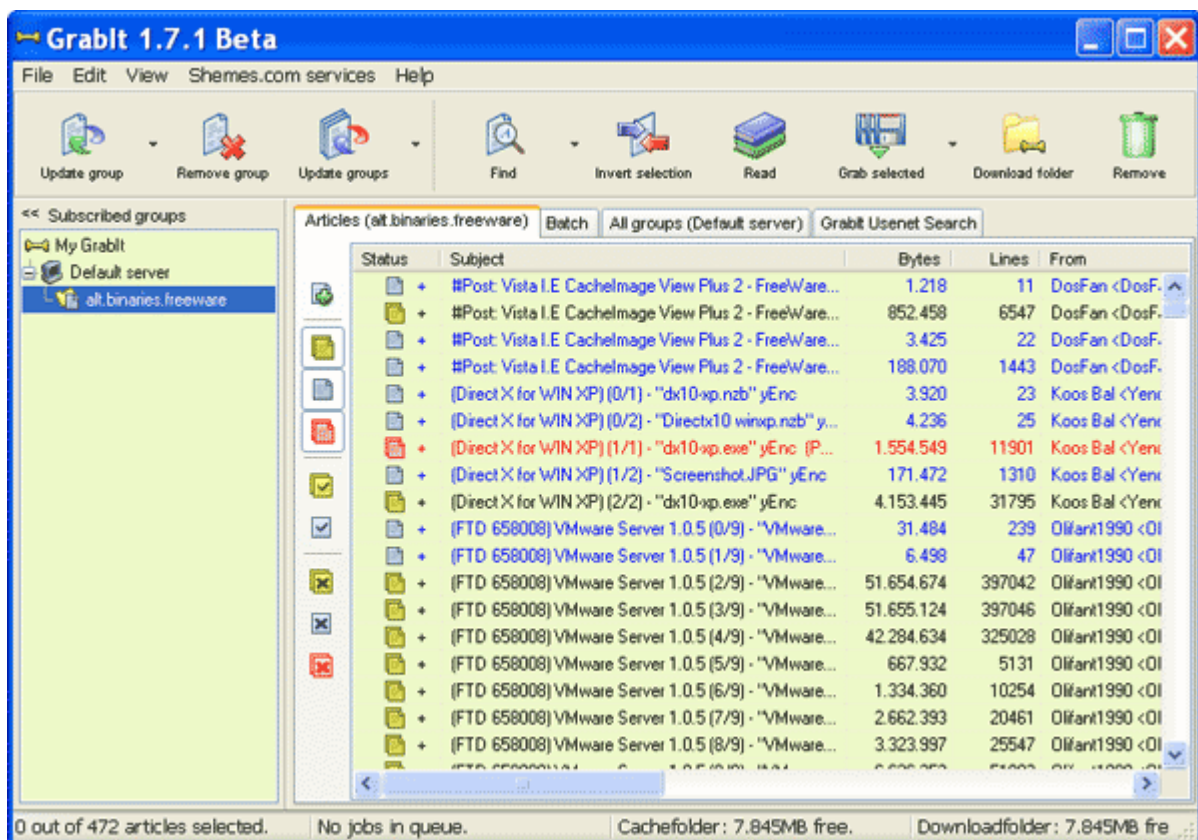 GrabIt 1.7.1 Beta
File Edit View Shemes.com services Help
Update group Remove group Update groups Find Invert selection Read Grab selected Download folder Remove
<< Subscribed groups
My GrabIt
Default server
alt.binaries.freeware
Articles (alt.binaries.freeware) Batch All groups (Default server) GrabIt Usenet Search
Status Subject Bytes Lines From
+ #Post: Vista I.E CacheImage View Plus 2 - FreeWare... 1.218 11 DosFan <DosF.
+ #Post: Vista I.E CacheImage View Plus 2 - FreeWare... 852.458 6547 DosFan <DosF.
+ #Post: Vista I.E CacheImage View Plus 2 - FreeWare... 3.425 22 DosFan <DosF.
+ #Post: Vista I.E CacheImage View Plus 2 - FreeWare... 188.070 1443 DosFan <DosF.
+ (Direct X for WIN XP) (0/1) - "dx10-xp.nzb" yEnc 3.920 23 Koos Bal <Yenc
+ (Direct X for WIN XP) (0/2) - "Directx10 winxp.nzb" y... 4.236 25 Koos Bal <Yenc
+ (Direct X for WIN XP) (1/1) - "dx10-xp.exe" yEnc (P... 1.554.549 11901 Koos Bal <Yenc
+ (Direct X for WIN XP) (1/2) - "Screenshot.JPG" yEnc 171.472 1310 Koos Bal <Yenc
+ (Direct X for WIN XP) (2/2) - "dx10-xp.exe" yEnc 4.153.445 31795 Koos Bal <Yenc
+ (FTD 658008) VMware Server 1.0.5 (0/9) - "VMware... 31.484 239 Olifant1990 <Ol
+ (FTD 658008) VMware Server 1.0.5 (1/9) - "VMware... 6.498 47 Olifant1990 <Ol
+ (FTD 658008) VMware Server 1.0.5 (2/9) - "VMware... 51.654.674 397042 Olifant1990 <Ol
+ (FTD 658008) VMware Server 1.0.5 (3/9) - "VMware... 51.655.124 397046 Olifant1990 <Ol
+ (FTD 658008) VMware Server 1.0.5 (4/9) - "VMware... 42.284.634 325028 Olifant1990 <Ol
+ (FTD 658008) VMware Server 1.0.5 (5/9) - "VMware... 667.932 5131 Olifant1990 <Ol
+ (FTD 658008) VMware Server 1.0.5 (6/9) - "VMware... 1.334.360 10254 Olifant1990 <Ol
+ (FTD 658008) VMware Server 1.0.5 (7/9) - "VMware... 2.662.393 20461 Olifant1990 <Ol
+ (FTD 658008) VMware Server 1.0.5 (8/9) - "VMware... 3.323.997 25547 Olifant1990 <Ol
0 out of 472 articles selected. No jobs in queue. Cachefolder : 7.845MB free. Downloadfolder : 7.845MB fre